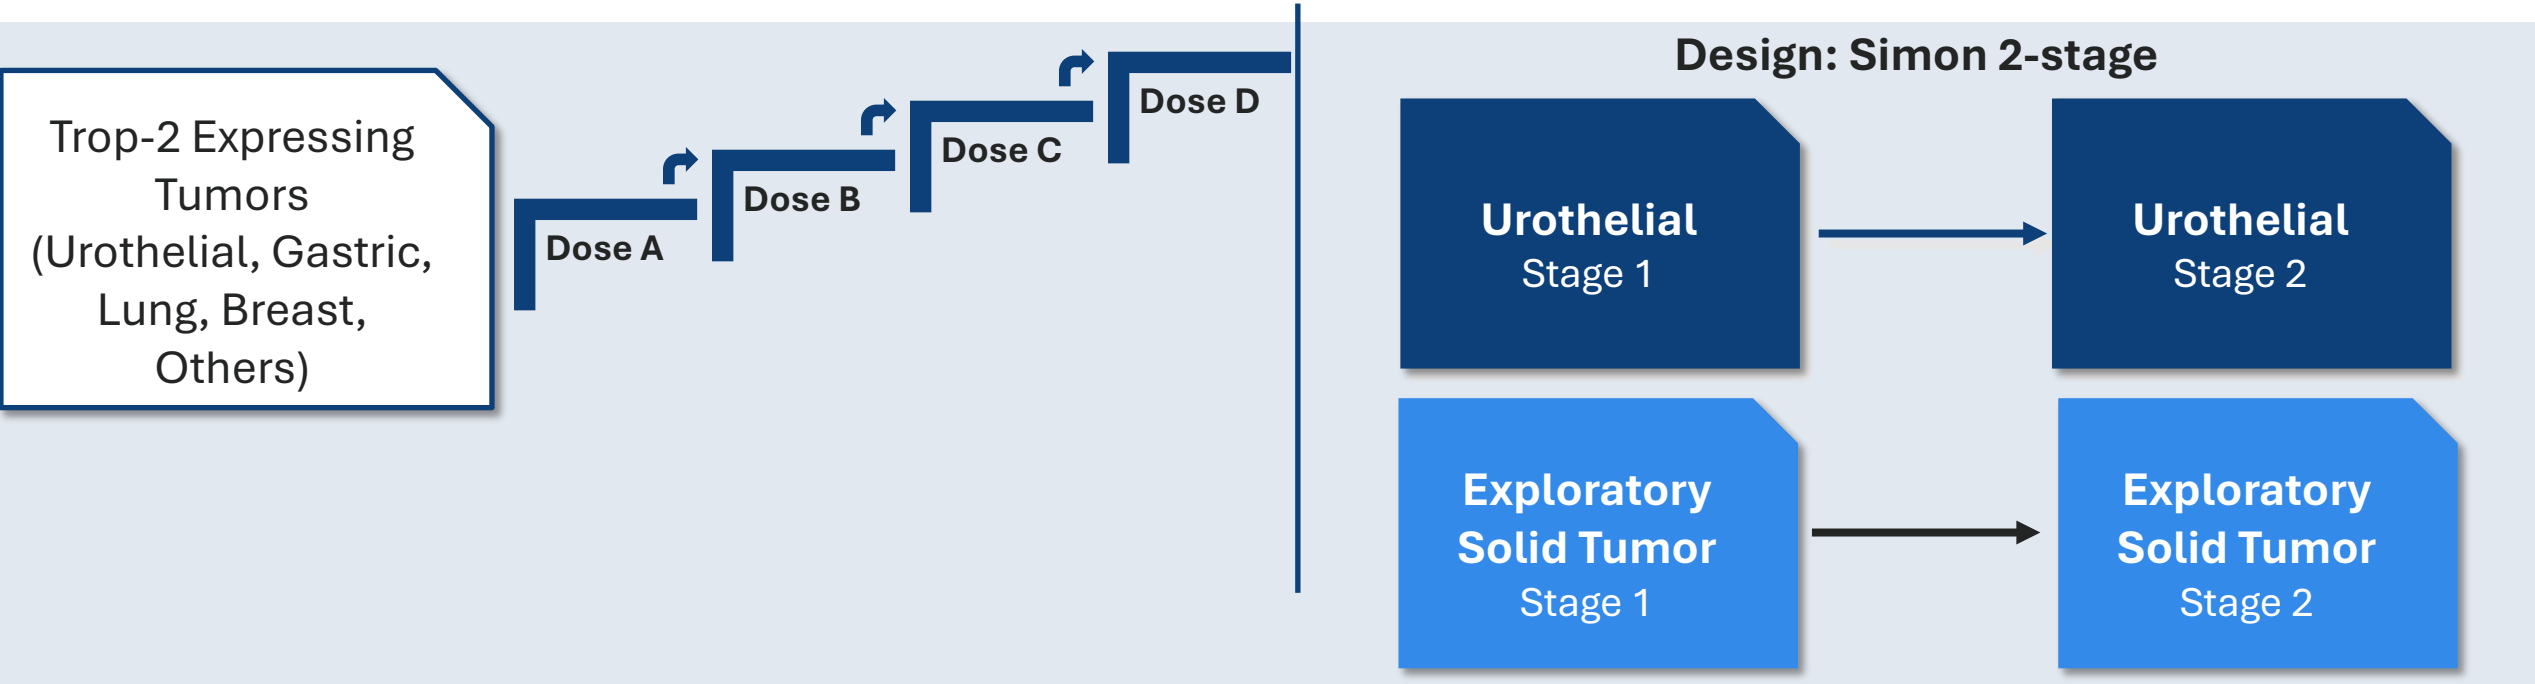 Trop-2 Expressing
Tumors
(Urothelial, Gastric,
Lung, Breast,
Others)
Dose A
Dose B
Dose C
Dose D
Design: Simon 2-stage
Urothelial
Stage 1
Urothelial
Stage 2
Exploratory
Solid Tumor
Stage 1
Exploratory
Solid Tumor
Stage 2